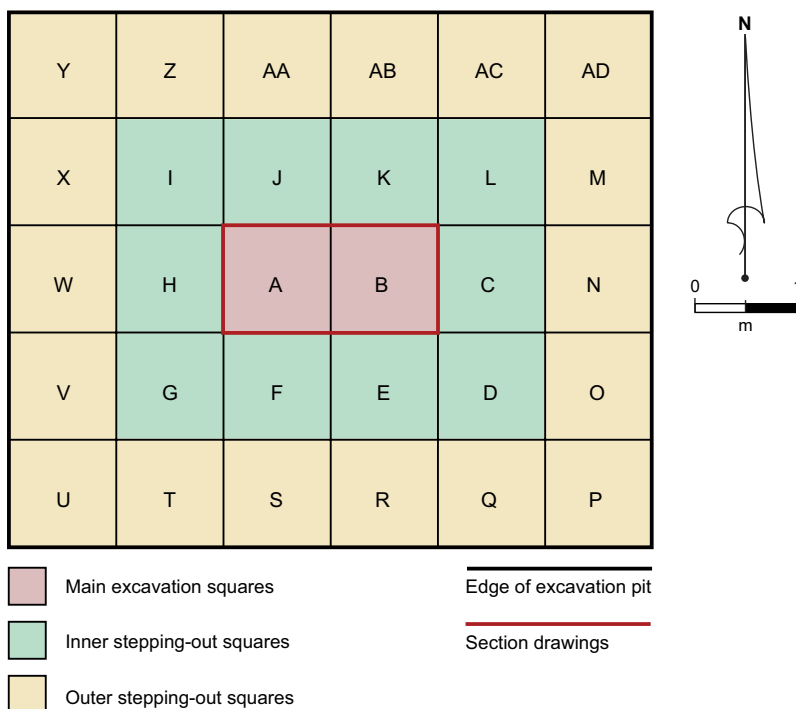 Y Z AA AB AC AD
X I J K L M
W H A B C N
V G F E D O
U T S R Q P
N
0
m
Main excavation squares
Inner stepping-out squares
Outer stepping-out squares
Edge of excavation pit
Section drawings